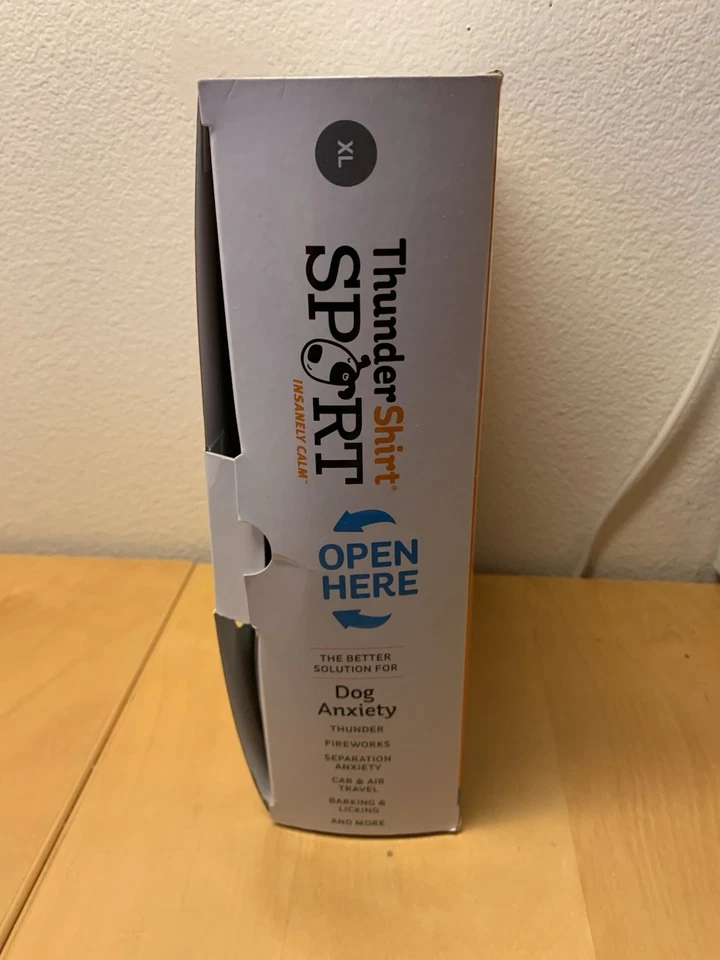 XL
ThunderShirt®
SPORT
INSANELY CALM™
OPEN
HERE
THE BETTER
SOLUTION FOR
Dog
Anxiety
THUNDER
FIREWORKS
SEPARATION
ANXIETY
CAR & AIR
TRAVEL
BARKING &
LICKING
AND MORE